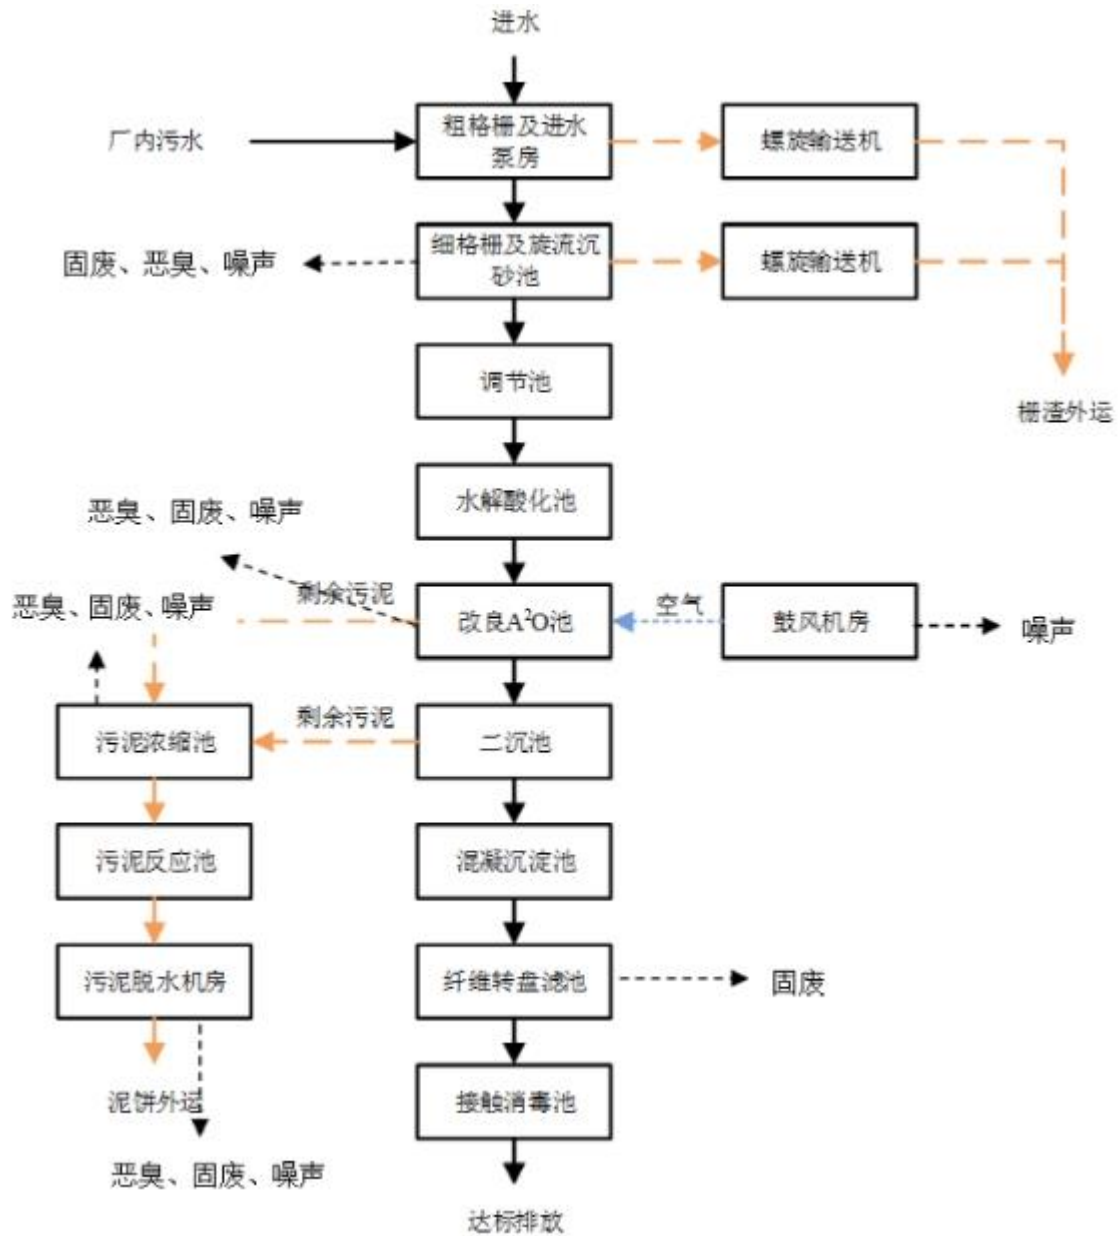 进水
厂内污水
粗格栅及进水
泵房
螺旋输送机
固废、恶臭、噪声
细格栅及旋流沉
砂池
螺旋输送机
调节池
栅渣外运
水解酸化池
恶臭、固废、噪声
恶臭、固废、噪声
剩余污泥
改良A²O池
空气
鼓风机房
噪声
污泥浓缩池
剩余污泥
二沉池
污泥反应池
混凝沉淀池
污泥脱水机房
纤维转盘滤池
固废
泥饼外运
接触消毒池
恶臭、固废、噪声
达标排放